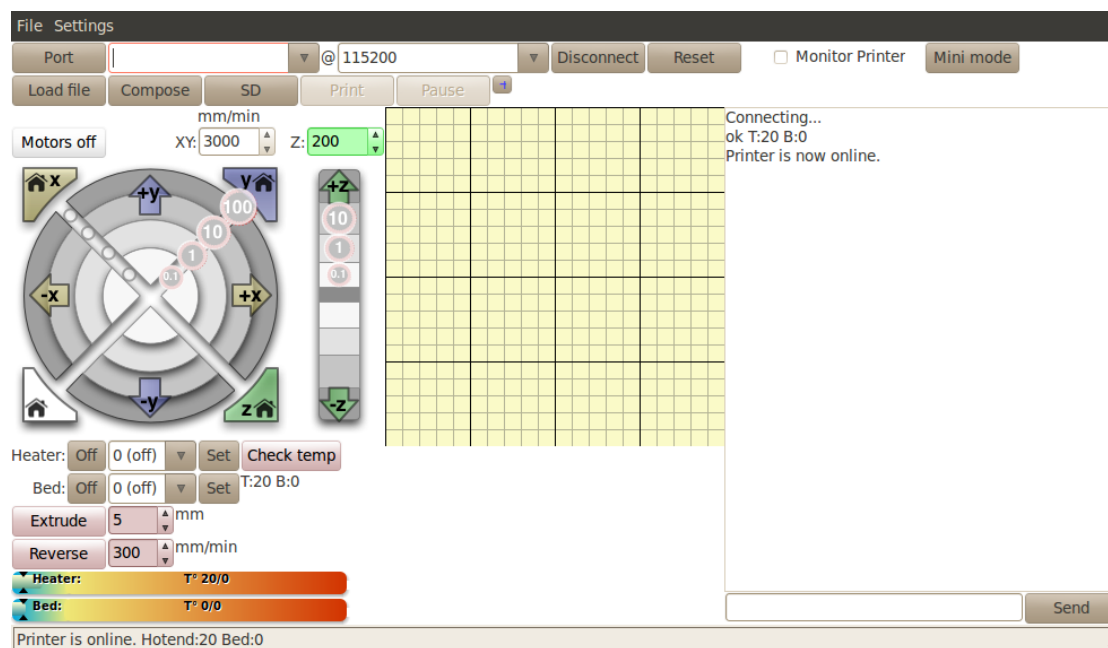 File Settings
Port @ 115200 Disconnect Reset Monitor Printer Mini mode
Load file Compose SD Print Pause
mm/min
Motors off XY: 3000 Z: 200
x y +y 100 10 1 0.1 -x +x -y z
+z 10 1 0.1 -z
Heater: Off 0 (off) Set Check temp
Bed: Off 0 (off) Set T:20 B:0
Extrude 5 mm
Reverse 300 mm/min
Heater: T° 20/0
Bed: T° 0/0
Connecting...
ok T:20 B:0
Printer is now online.
Send
Printer is online. Hotend:20 Bed:0